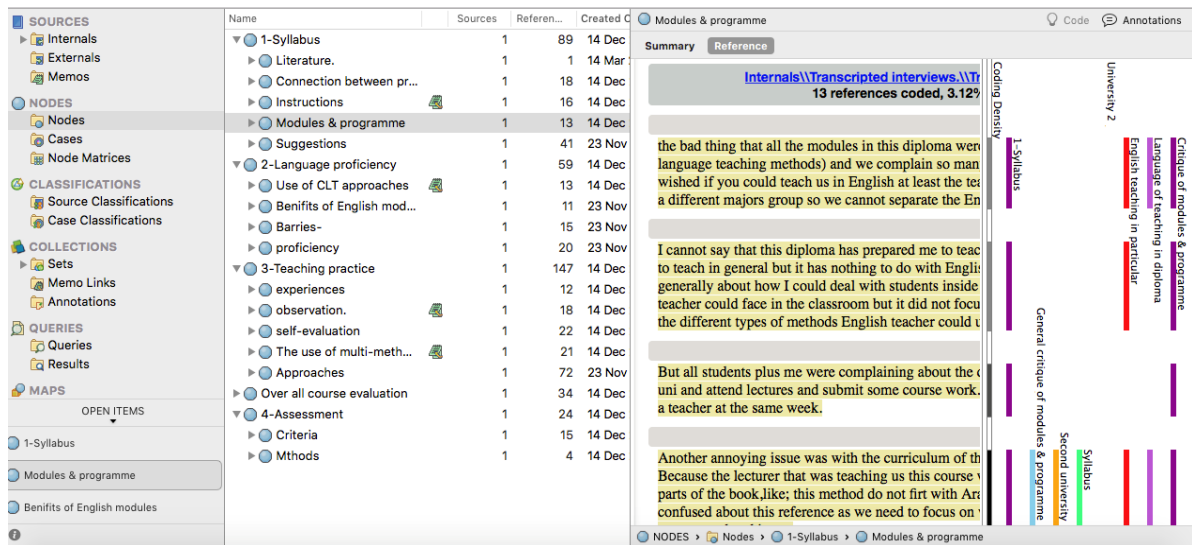 SOURCES
Internals
Externals
Memos
NODES
Nodes
Cases
Node Matrices
CLASSIFICATIONS
Source Classifications
Case Classifications
COLLECTIONS
Sets
Memo Links
Annotations
QUERIES
Queries
Results
MAPS
OPEN ITEMS
1-Syllabus
Modules & programme
Benifits of English modules
Name Sources Referen... Created O
1-Syllabus 1 89 14 Dec
Literature. 1 1 14 Mar
Connection between pr... 1 18 14 Dec
Instructions 1 16 14 Dec
Modules & programme 1 13 14 Dec
Suggestions 1 41 23 Nov
2-Language proficiency 1 59 14 Dec
Use of CLT approaches 1 13 14 Dec
Benifits of English mod... 1 11 23 Nov
Barries- 1 15 23 Nov
proficiency 1 20 23 Nov
3-Teaching practice 1 147 14 Dec
experiences 1 12 14 Dec
observation. 1 18 14 Dec
self-evaluation 1 22 14 Dec
The use of multi-meth... 1 21 14 Dec
Approaches 1 72 23 Nov
Over all course evaluation 1 34 14 Dec
4-Assessment 1 24 14 Dec
Criteria 1 15 14 Dec
Mthods 1 4 14 Dec
Modules & programme Code Annotations
Summary Reference
Internals\\Transcripted interviews.\\Tr
13 references coded, 3.12%
the bad thing that all the modules in this diploma were
language teaching methods) and we complain so man
wished if you could teach us in English at least the tea
a different majors group so we cannot separate the En
I cannot say that this diploma has prepared me to teac
to teach in general but it has nothing to do with Englis
generally about how I could deal with students inside
teacher could face in the classroom but it did not focu
the different types of methods English teacher could u
But all students plus me were complaining about the c
uni and attend lectures and submit some course work.
a teacher at the same week.
Another annoying issue was with the curriculum of th
Because the lecturer that was teaching us this course w
parts of the book,like; this method do not firt with Ara
confused about this reference as we need to focus on
Coding Density
1-Syllabus
General critique of modules & programme
Second university
Syllabus
University 2
English teaching in particular
Language of teaching in diploma
Critique of modules & programme
NODES › Nodes › 1-Syllabus › Modules & programme